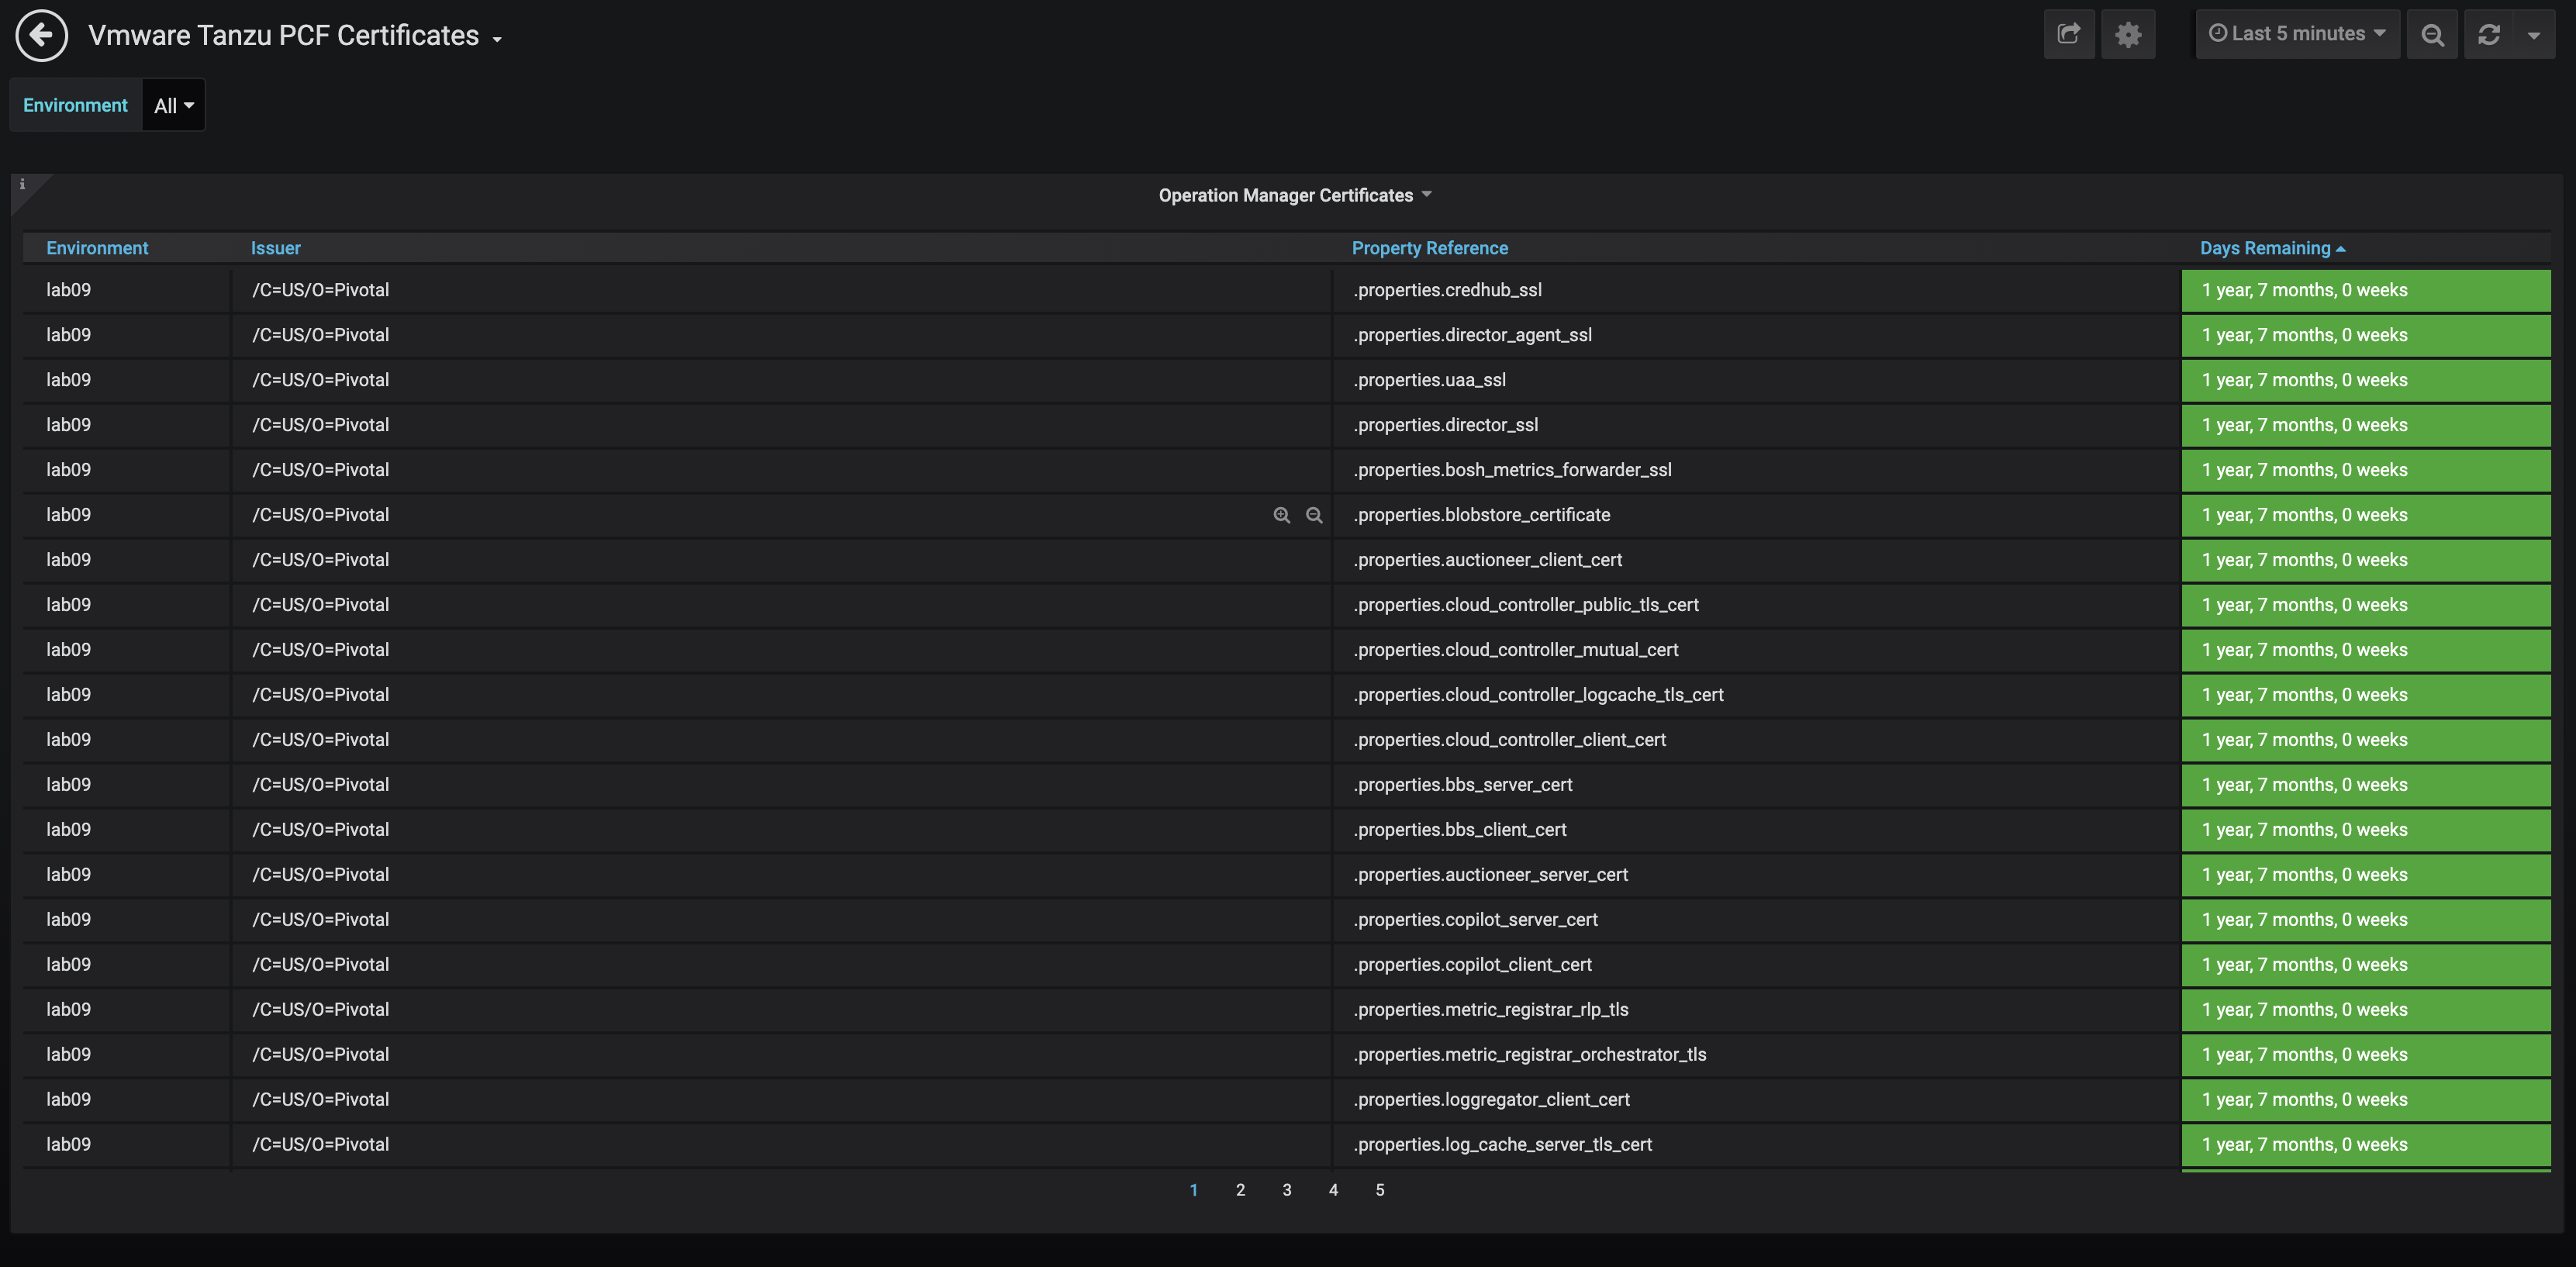 Vmware Tanzu PCF Certificates
Last 5 minutes
Environment All
i
Operation Manager Certificates
Environment Issuer Property Reference Days Remaining
lab09 /C=US/O=Pivotal .properties.credhub_ssl 1 year, 7 months, 0 weeks
lab09 /C=US/O=Pivotal .properties.director_agent_ssl 1 year, 7 months, 0 weeks
lab09 /C=US/O=Pivotal .properties.uaa_ssl 1 year, 7 months, 0 weeks
lab09 /C=US/O=Pivotal .properties.director_ssl 1 year, 7 months, 0 weeks
lab09 /C=US/O=Pivotal .properties.bosh_metrics_forwarder_ssl 1 year, 7 months, 0 weeks
lab09 /C=US/O=Pivotal .properties.blobstore_certificate 1 year, 7 months, 0 weeks
lab09 /C=US/O=Pivotal .properties.auctioneer_client_cert 1 year, 7 months, 0 weeks
lab09 /C=US/O=Pivotal .properties.cloud_controller_public_tls_cert 1 year, 7 months, 0 weeks
lab09 /C=US/O=Pivotal .properties.cloud_controller_mutual_cert 1 year, 7 months, 0 weeks
lab09 /C=US/O=Pivotal .properties.cloud_controller_logcache_tls_cert 1 year, 7 months, 0 weeks
lab09 /C=US/O=Pivotal .properties.cloud_controller_client_cert 1 year, 7 months, 0 weeks
lab09 /C=US/O=Pivotal .properties.bbs_server_cert 1 year, 7 months, 0 weeks
lab09 /C=US/O=Pivotal .properties.bbs_client_cert 1 year, 7 months, 0 weeks
lab09 /C=US/O=Pivotal .properties.auctioneer_server_cert 1 year, 7 months, 0 weeks
lab09 /C=US/O=Pivotal .properties.copilot_server_cert 1 year, 7 months, 0 weeks
lab09 /C=US/O=Pivotal .properties.copilot_client_cert 1 year, 7 months, 0 weeks
lab09 /C=US/O=Pivotal .properties.metric_registrar_rlp_tls 1 year, 7 months, 0 weeks
lab09 /C=US/O=Pivotal .properties.metric_registrar_orchestrator_tls 1 year, 7 months, 0 weeks
lab09 /C=US/O=Pivotal .properties.loggregator_client_cert 1 year, 7 months, 0 weeks
lab09 /C=US/O=Pivotal .properties.log_cache_server_tls_cert 1 year, 7 months, 0 weeks
1 2 3 4 5